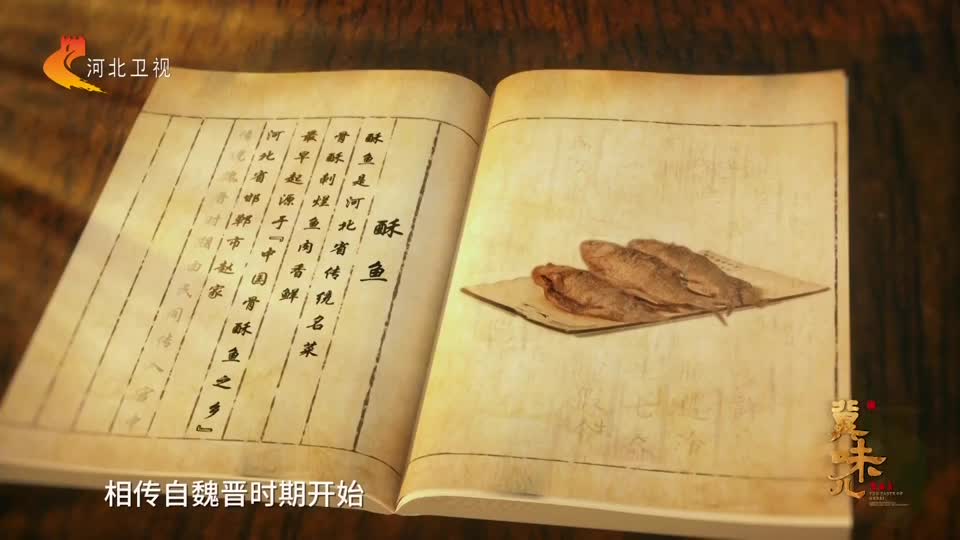 河北卫视
酥鱼
酥鱼是河北省传统名菜
骨酥刺烂鱼肉香鲜
最早起源于『中国骨酥鱼之乡』
河北省邯郸市赵家
传说魏晋时期由民间传入宫中
冀味儿
THE TASTE OF
HEBEI
相传自魏晋时期开始